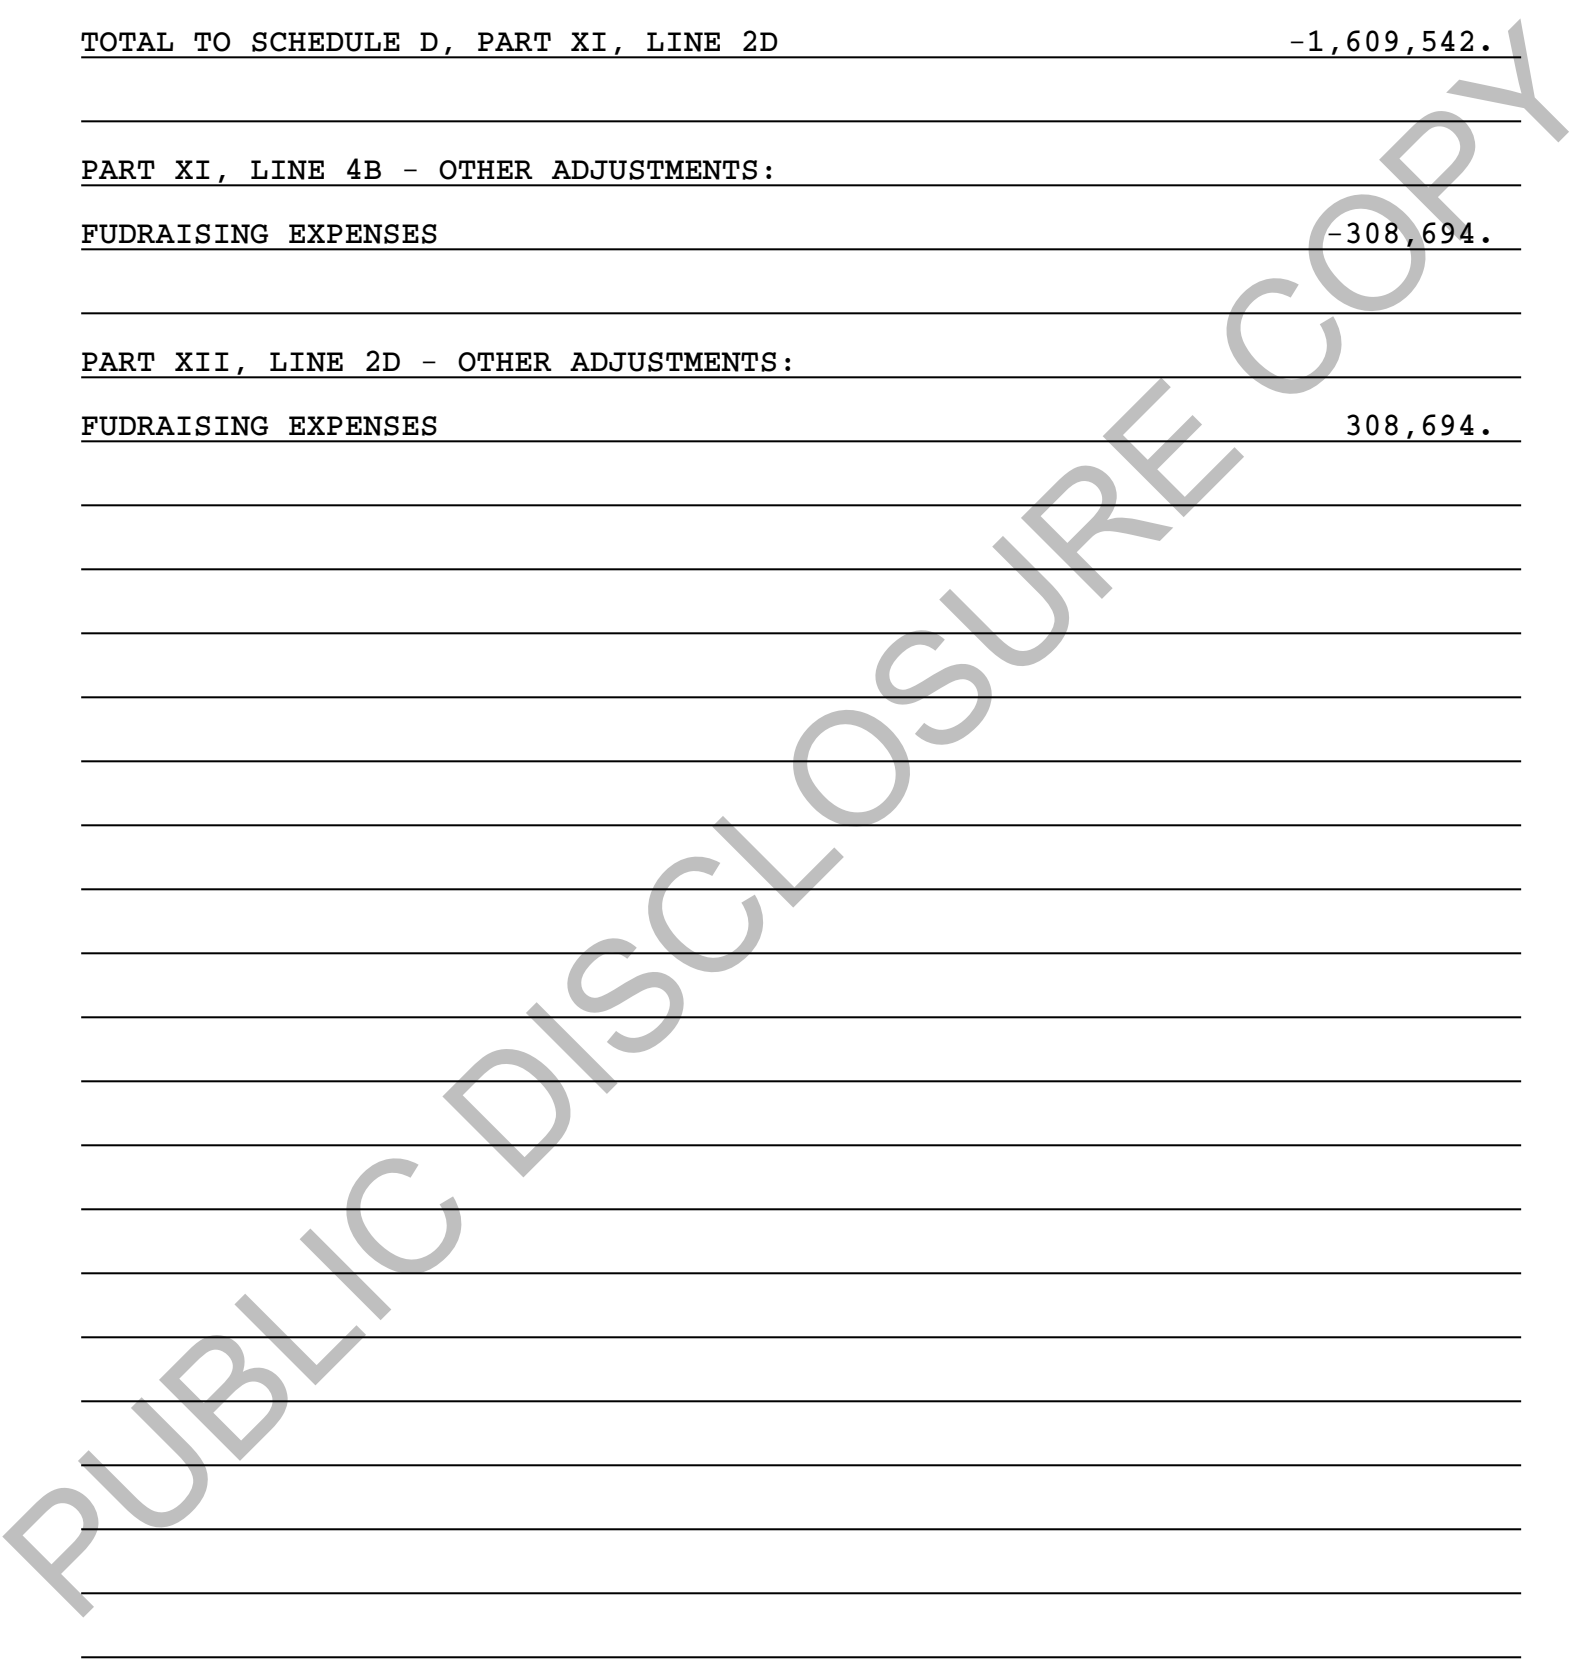 TOTAL TO SCHEDULE D, PART XI, LINE 2D -1,609,542.
PART XI, LINE 4B - OTHER ADJUSTMENTS:
FUDRAISING EXPENSES -308,694.
PART XII, LINE 2D - OTHER ADJUSTMENTS:
FUDRAISING EXPENSES 308,694.
PUBLIC DISCLOSURE COPY